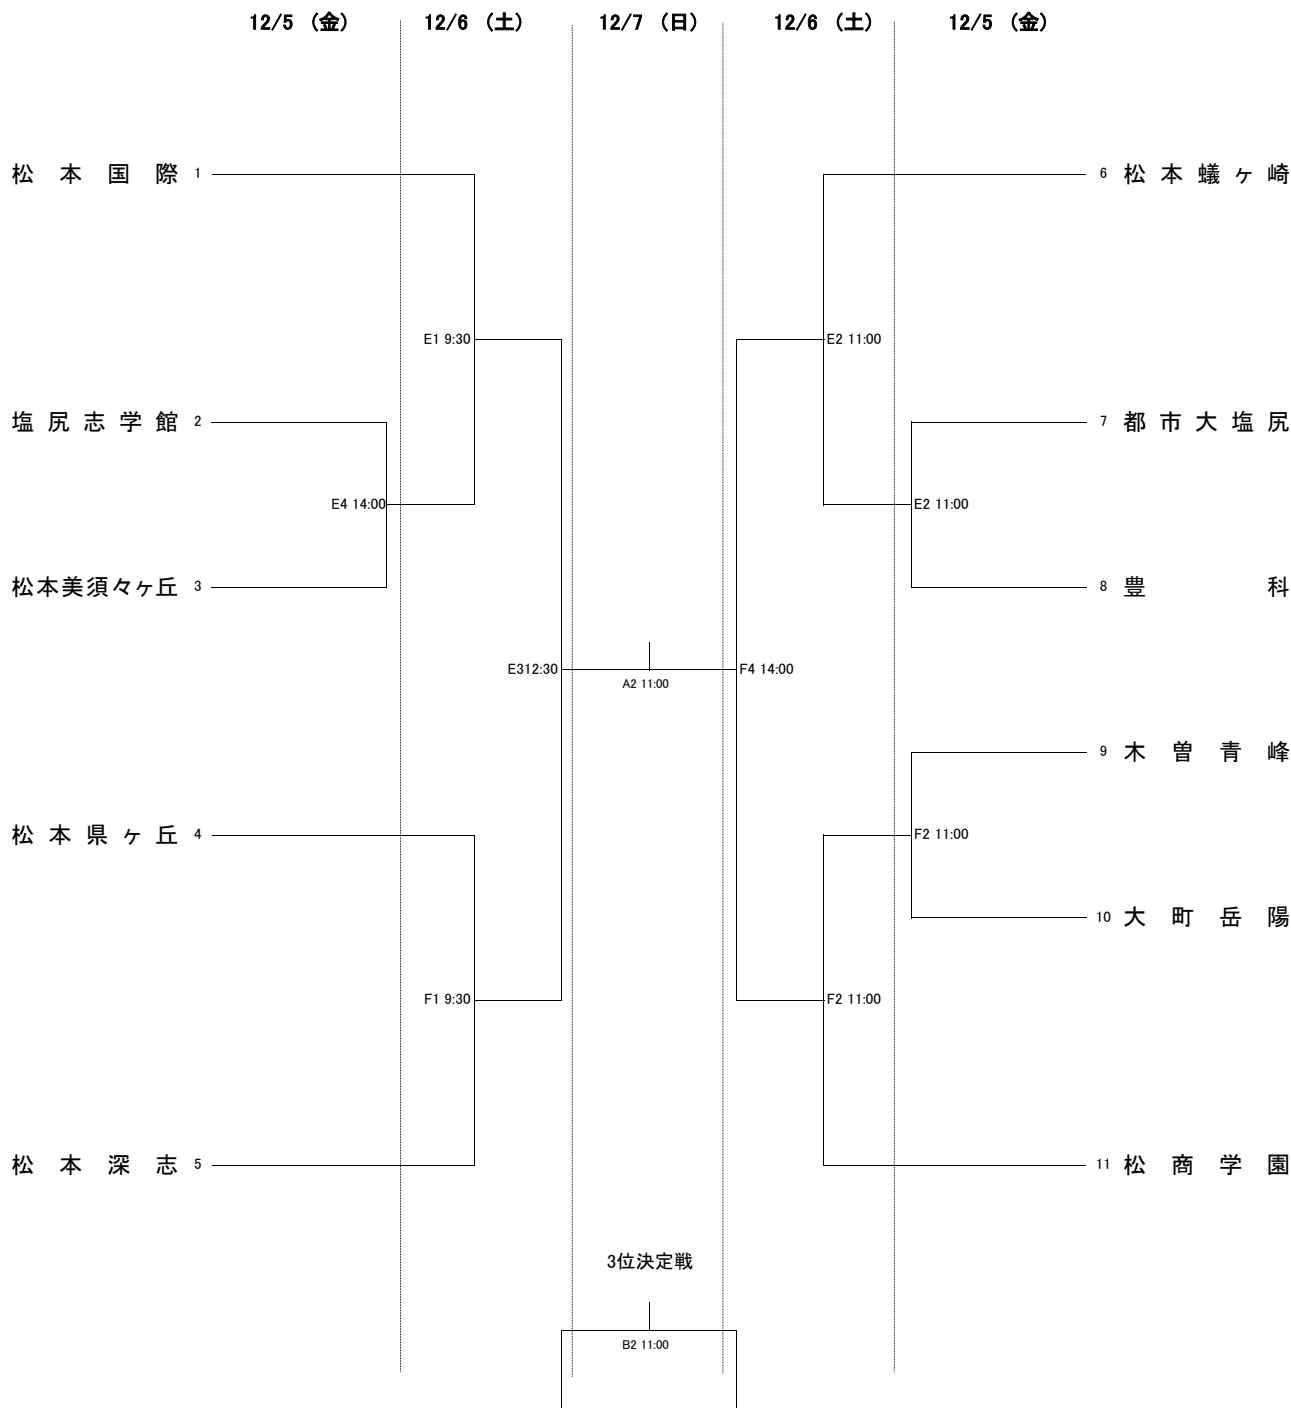 12/5 (金) 12/6 (土) 12/7 (日) 12/6 (土) 12/5 (金)
松本国際 1 6 松本蟻ヶ崎
E1 9:30 E2 11:00
塩尻志学館 2 7 都市大塩尻
E4 14:00 E2 11:00
松本美須々ヶ丘 3 8 豊科
E312:30 A2 11:00 F4 14:00
9 木曽青峰
松本県ヶ丘 4 F2 11:00
10 大町岳陽
F1 9:30 F2 11:00
松本深志 5 11 松商学園
3位決定戦
B2 11:00